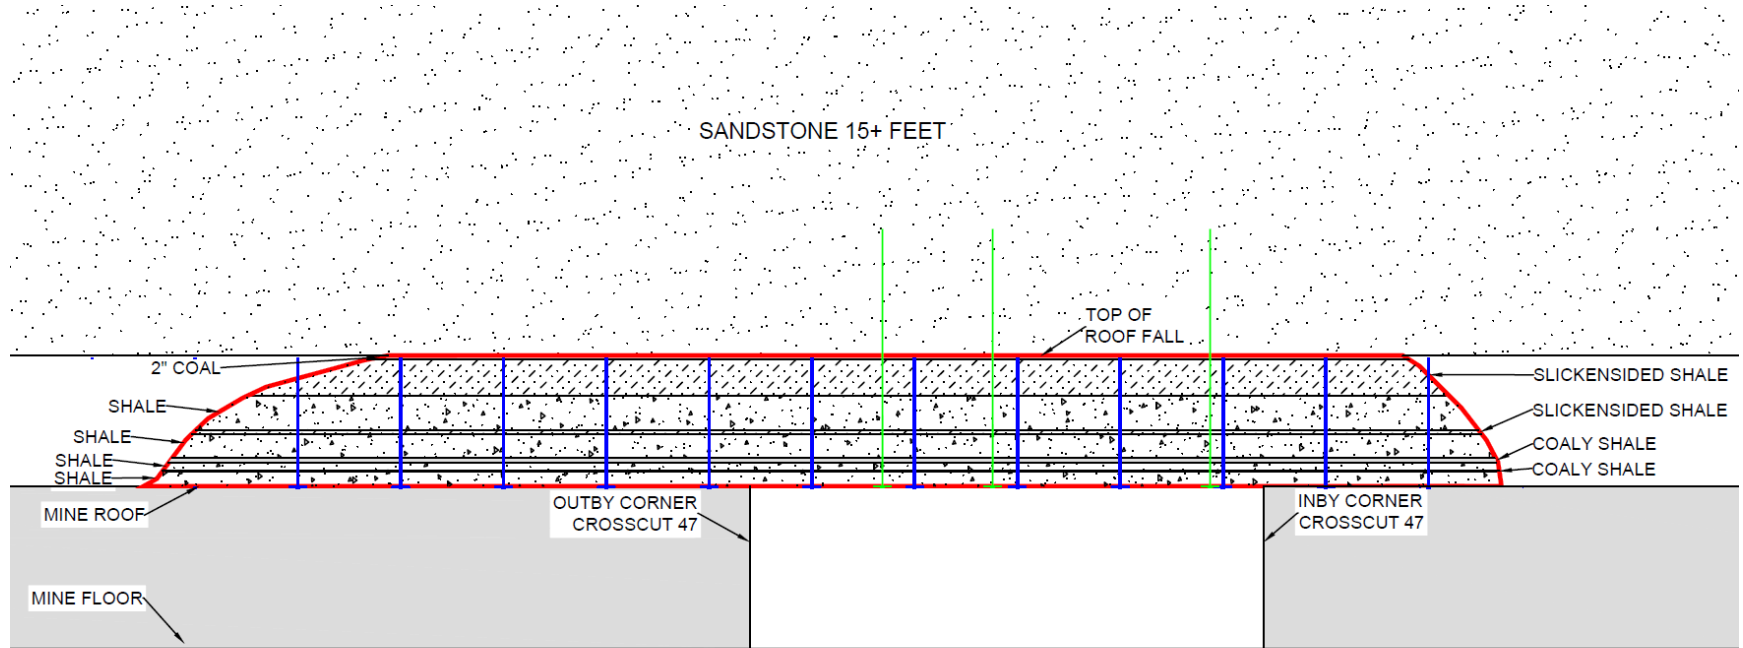 SANDSTONE 15+ FEET
TOP OF
ROOF FALL
2" COAL
SLICKENSIDED SHALE
SHALE
SLICKENSIDED SHALE
SHALE
COALY SHALE
SHALE
COALY SHALE
SHALE
MINE ROOF
OUTBY CORNER
CROSSCUT 47
INBY CORNER
CROSSCUT 47
MINE FLOOR